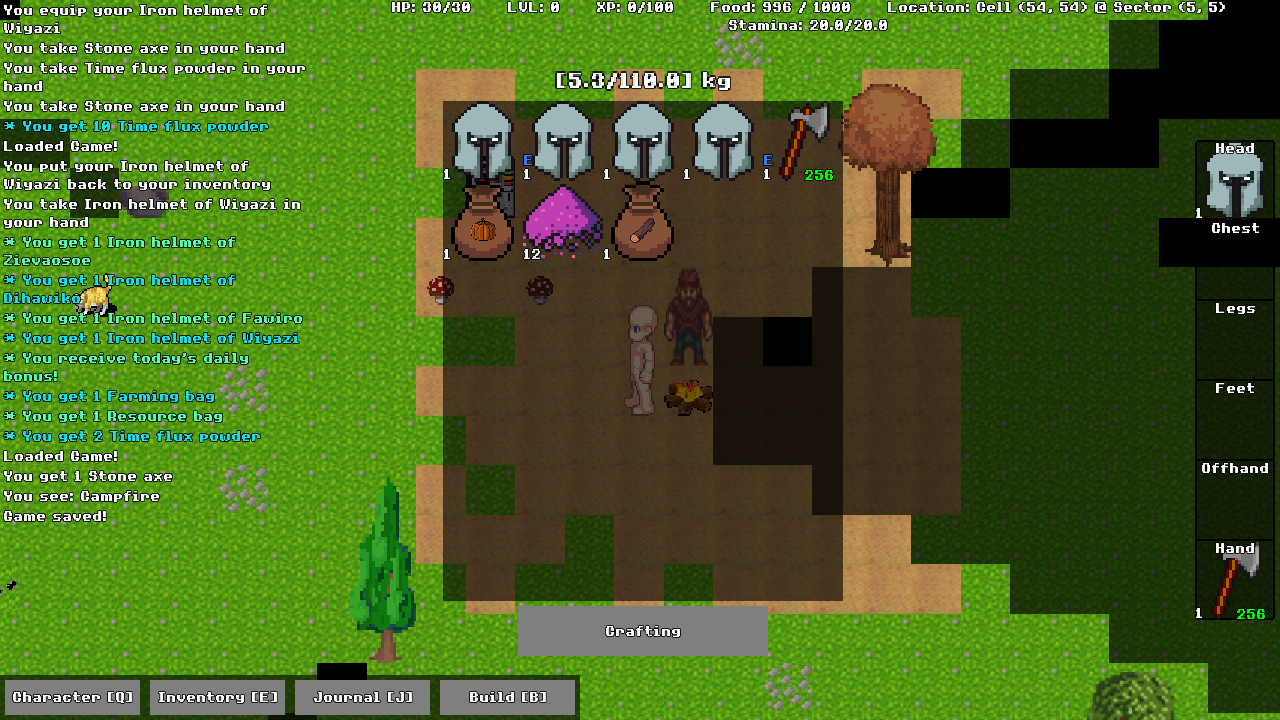 HP: 30/30 LVL: 0 XP: 0/100 Food: 996 / 1000 Location: Cell (54, 54) @ Sector (5, 5)
Stamina: 20.0/20.0
You equip your Iron helmet of
Wiyazi
You take Stone axe in your hand
You take Time flux powder in your
hand
You take Stone axe in your hand
* You get 10 Time flux powder
Loaded Game!
You put your Iron helmet of
Wiyazi back to your inventory
You take Iron helmet of Wiyazi in
your hand
* You get 1 Iron helmet of
Zievaosoe
* You get 1 Iron helmet of
Dihawiko
* You get 1 Iron helmet of Fawiro
* You get 1 Iron helmet of Wiyazi
* You receive today's daily
bonus!
* You get 1 Farming bag
* You get 1 Resource bag
* You get 2 Time flux powder
Loaded Game!
You get 1 Stone axe
You see: Campfire
Game saved!
[5.3/110.0] kg
E E
1 1 1 1 1 256
1 12 1
Crafting
Head
1
Chest
Legs
Feet
Offhand
Hand
1 256
Character [Q] Inventory [E] Journal [J] Build [B]